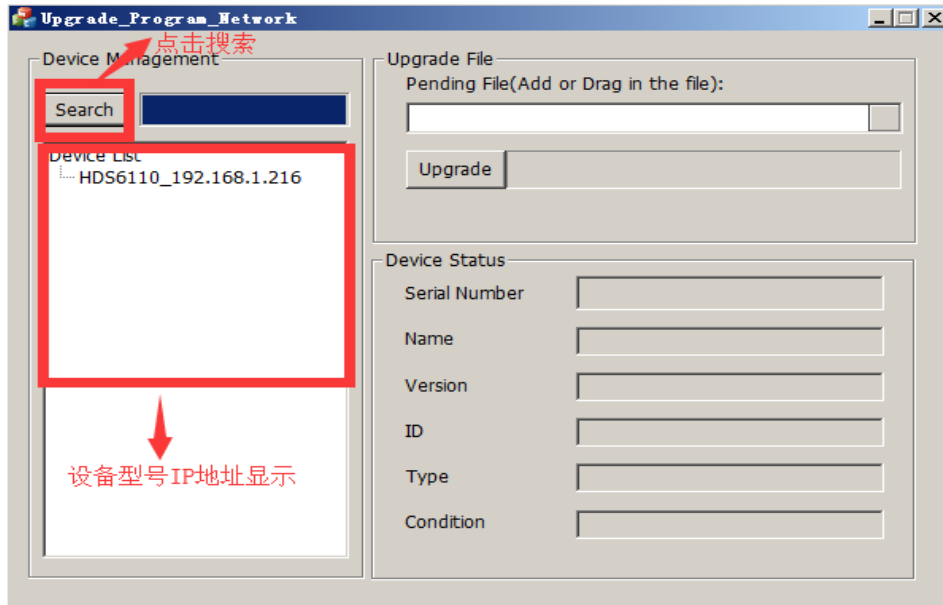 Upgrade_Program_Network
点击搜索
Device Management
Search
Device List
HDS6110_192.168.1.216
设备型号IP地址显示
Upgrade File
Pending File(Add or Drag in the file):
Upgrade
Device Status
Serial Number
Name
Version
ID
Type
Condition